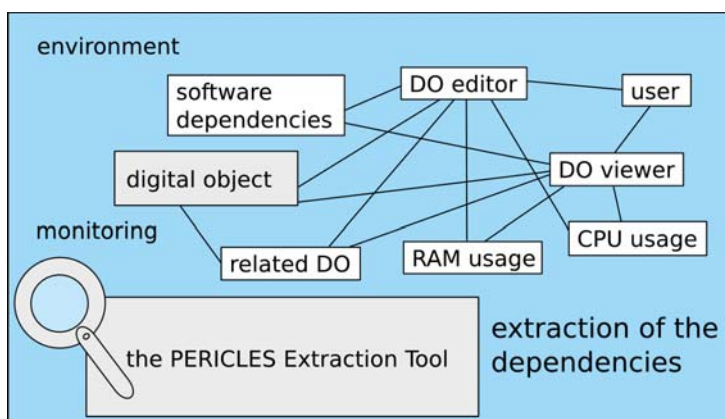 environment
DO editor
user
software
dependencies
DO viewer
digital object
monitoring
related DO
RAM usage
CPU usage
the PERICLES Extraction Tool
extraction of the
dependencies